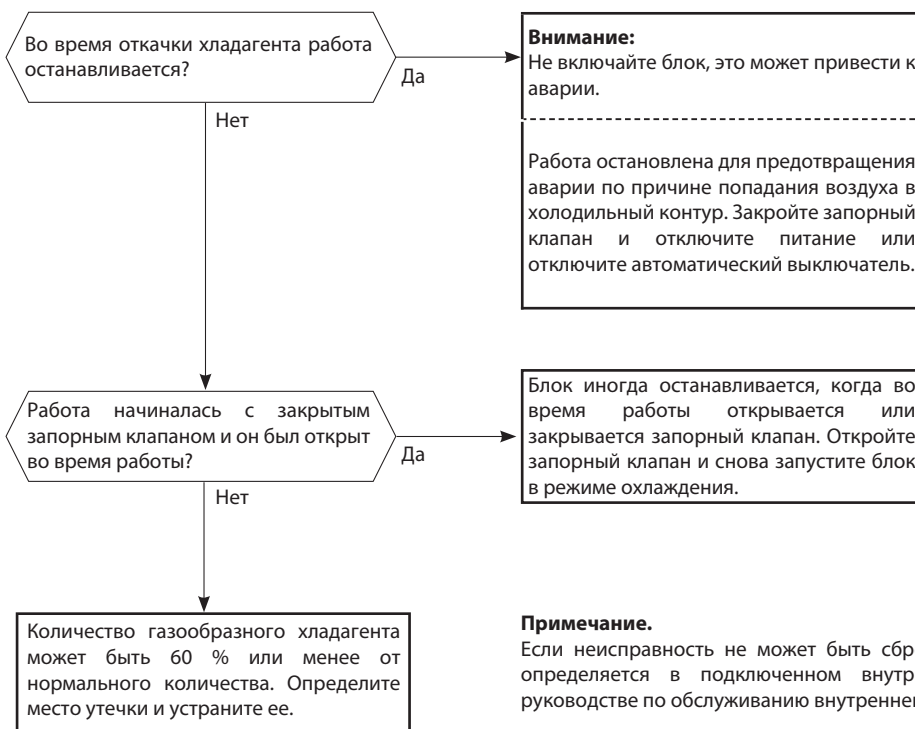 Во время откачки хладагента работа
останавливается?
Да
Внимание:
Не включайте блок, это может привести к
аварии.
Работа остановлена для предотвращения
аварии по причине попадания воздуха в
холодильный контур. Закройте запорный
клапан и отключите питание или
отключите автоматический выключатель.
Нет
Работа начиналась с закрытым
запорным клапаном и он был открыт
во время работы?
Да
Блок иногда останавливается, когда во
время работы открывается или
закрывается запорный клапан. Откройте
запорный клапан и снова запустите блок
в режиме охлаждения.
Нет
Количество газообразного хладагента
может быть 60 % или менее от
нормального количества. Определите
место утечки и устраните ее.
Примечание.
Если неисправность не может быть сбр
определяется в подключенном внутр
руководстве по обслуживанию внутренне